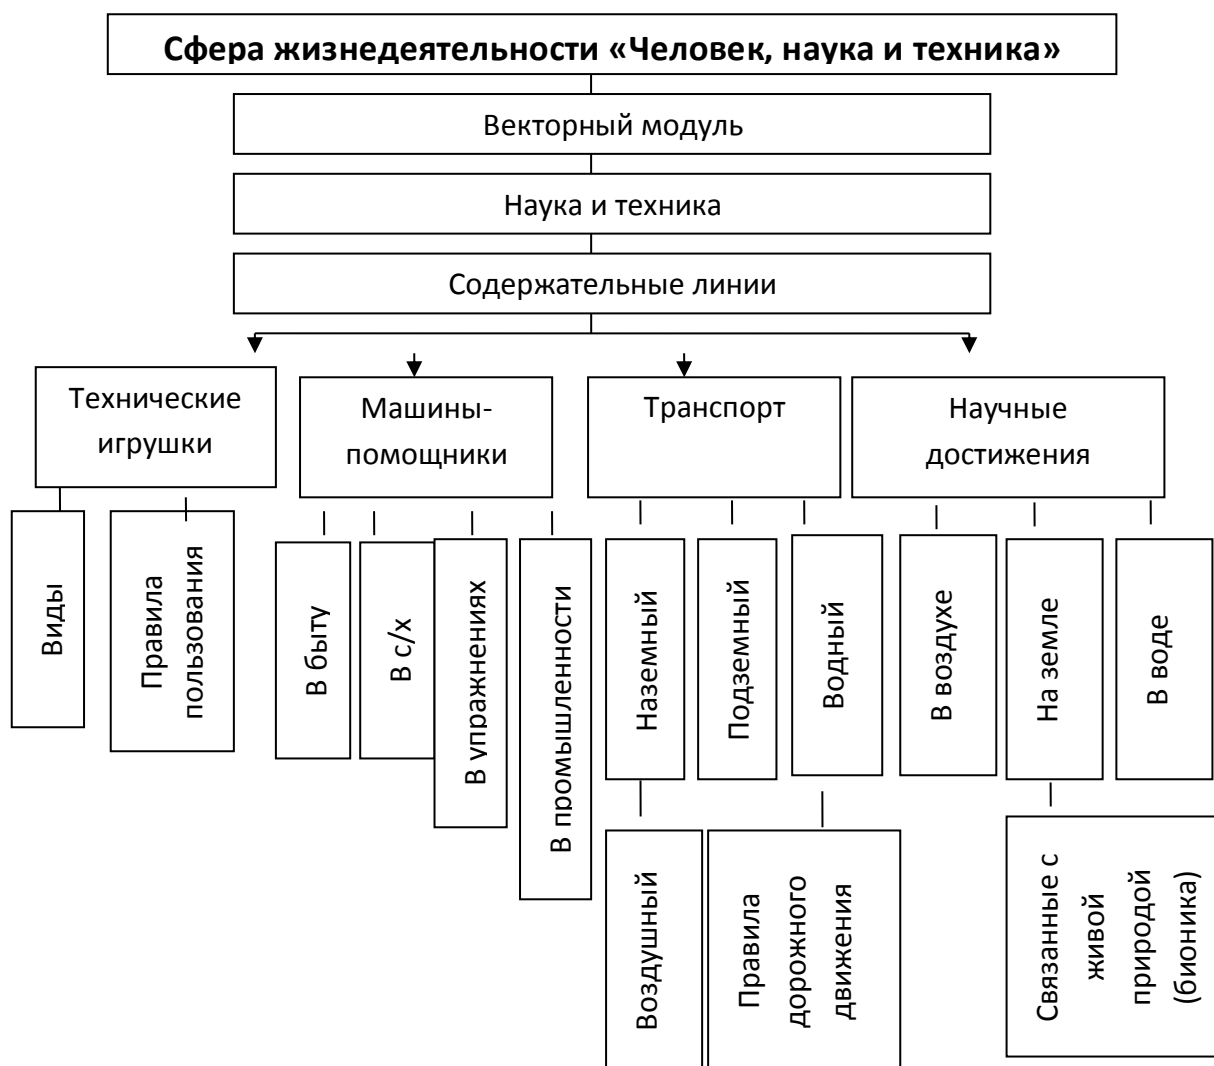 Сфера жизнедеятельности «Человек, наука и техника»
Векторный модуль
Наука и техника
Содержательные линии
Технические
игрушки
Машины-
помощники
Транспорт
Научные
достижения
Виды
Правила
пользования
В быту
В с/х
В упражнениях
В промышленности
Наземный
Подземный
Водный
В воздухе
На земле
В воде
Воздушный
Правила
дорожного
движения
Связанные с
живой
природой
(бионика)